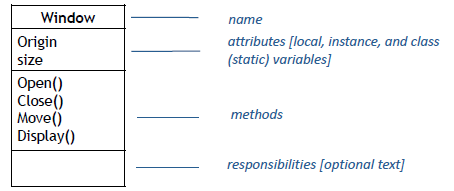 Window
name
Origin
size
attributes [local, instance, and class
(static) variables]
Open()
Close()
Move()
Display()
methods
responsibilities [optional text]